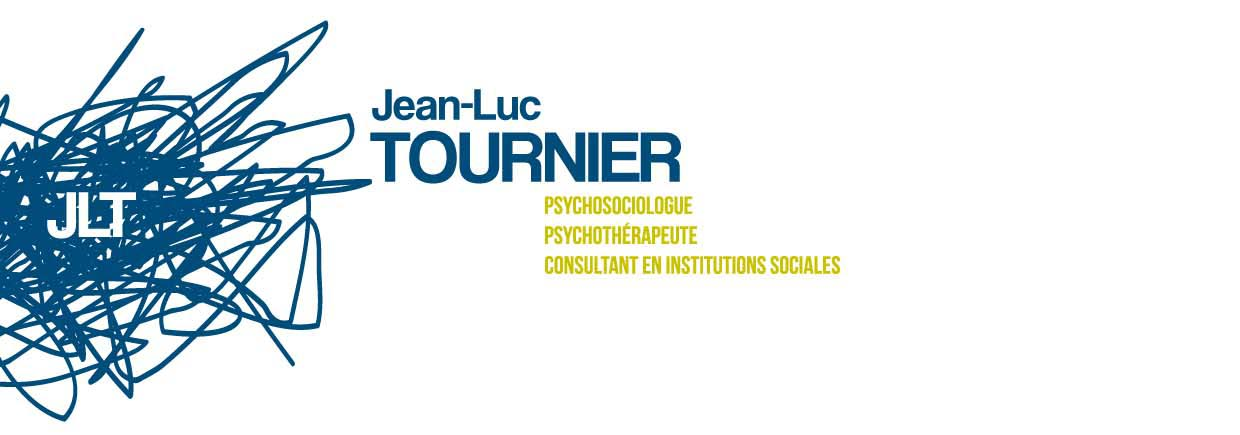 JLT
Jean-Luc
TOURNIER
PSYCHOSOCIOLOGUE
PSYCHOTHÉRAPEUTE
CONSULTANT EN INSTITUTIONS SOCIALES